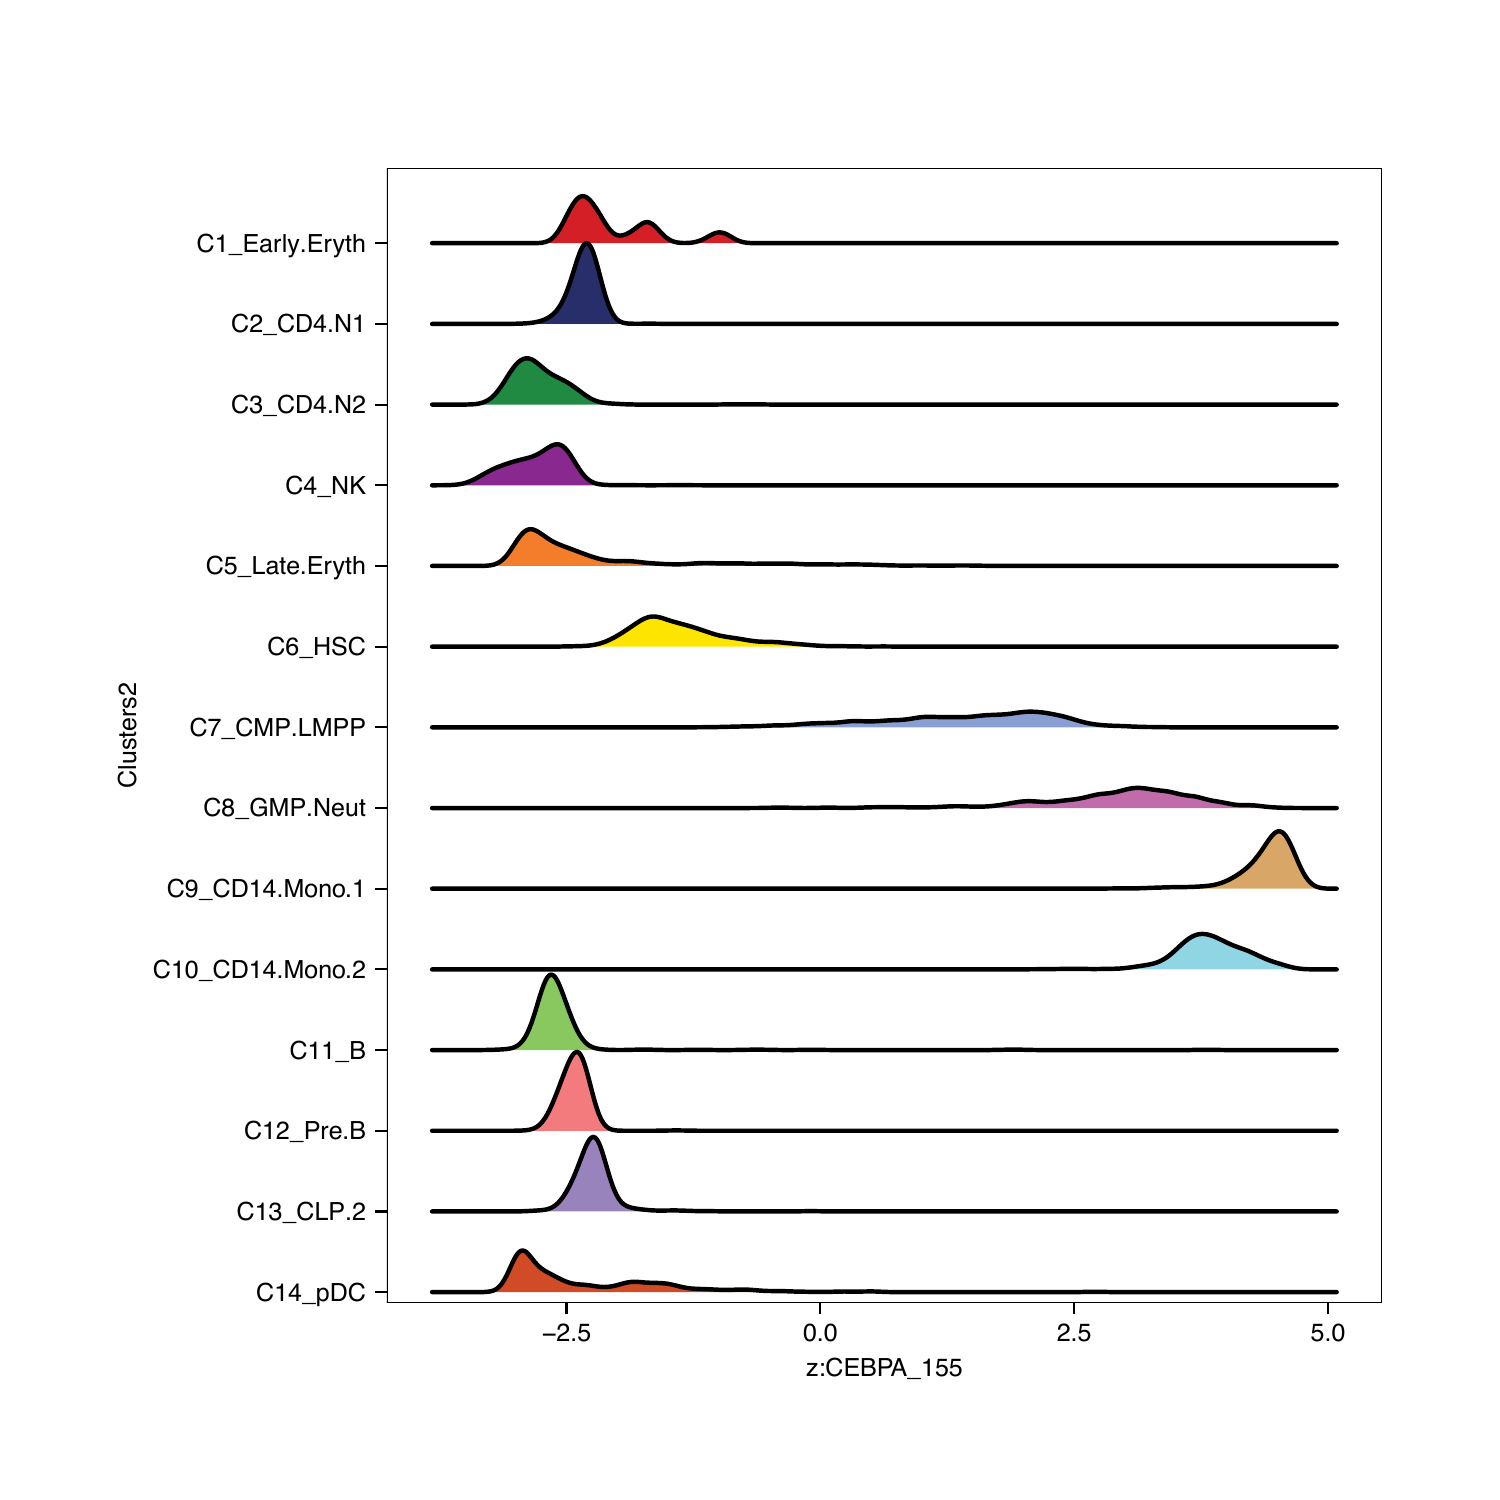 C1_Early.Eryth
C2_CD4.N1
C3_CD4.N2
C4_NK
C5_Late.Eryth
C6_HSC
C7_CMP.LMPP
C8_GMP.Neut
C9_CD14.Mono.1
C10_CD14.Mono.2
C11_B
C12_Pre.B
C13_CLP.2
C14_pDC
Clusters2
−2.5 0.0 2.5 5.0
z:CEBPA_155